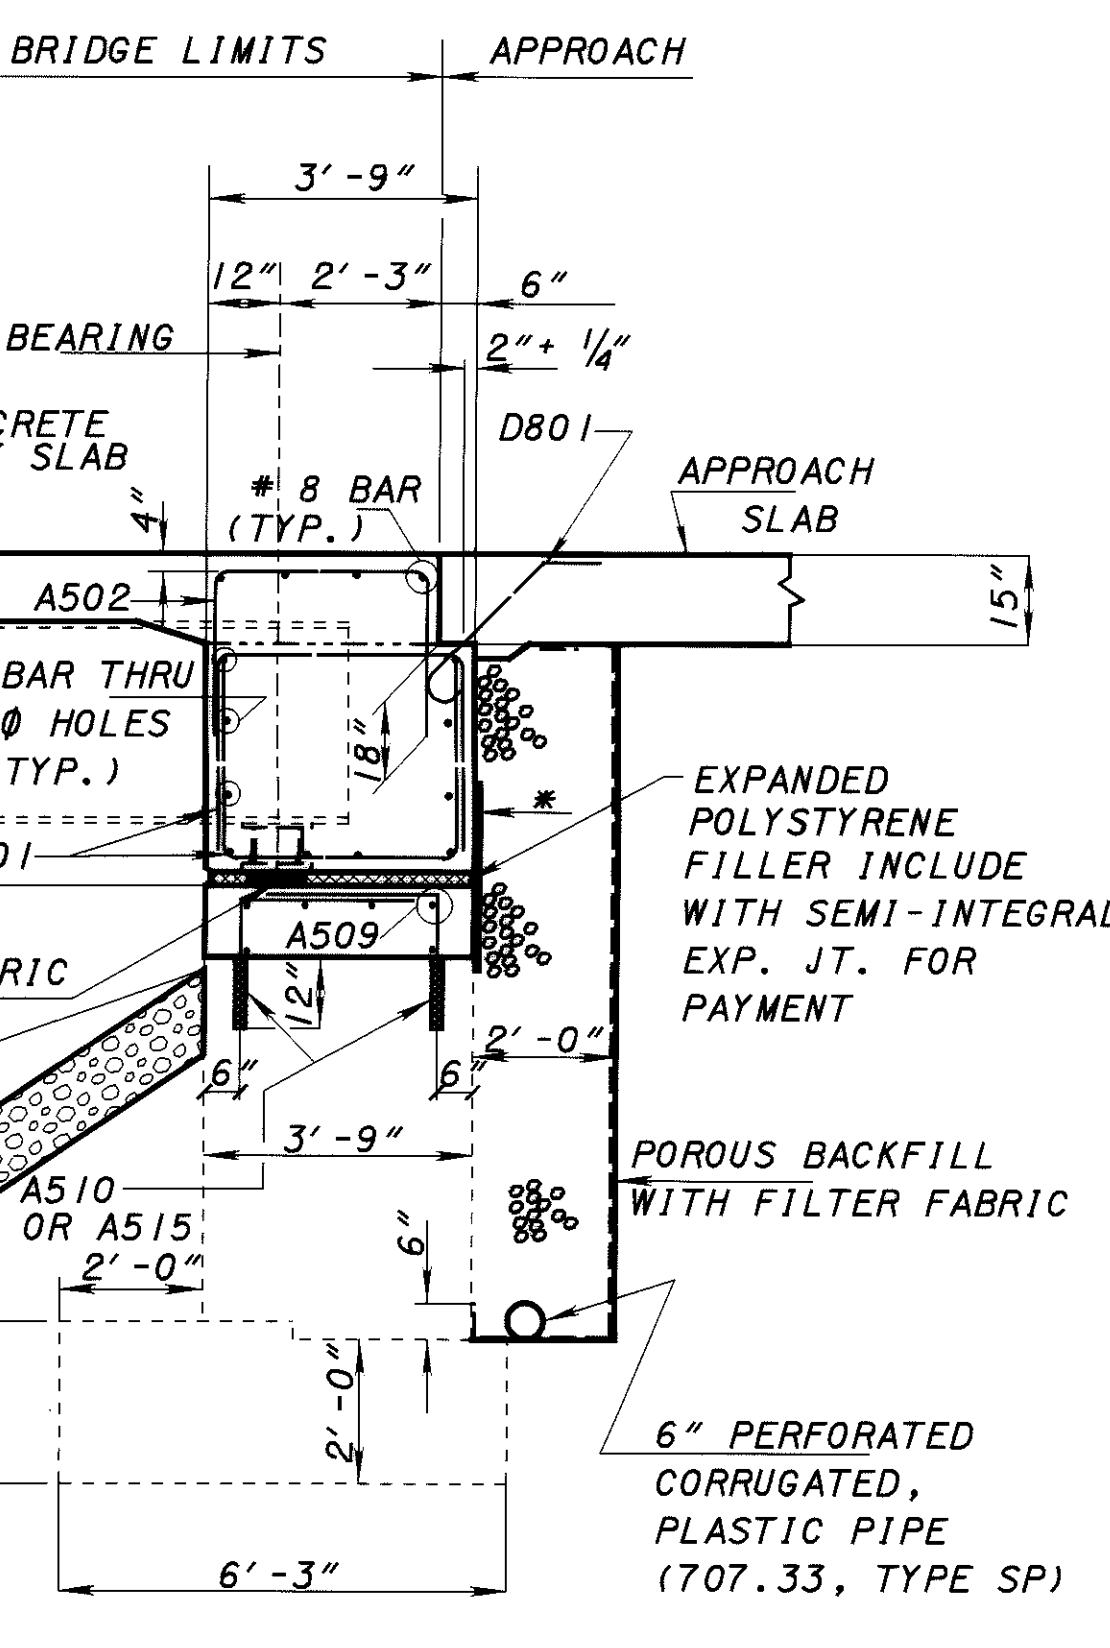 BRIDGE LIMITS
APPROACH
3'-9"
12"
2'-3"
6"
BEARING
2"+ 1/4"
CRETE
SLAB
D801
4"
# 8 BAR
(TYP.)
APPROACH
SLAB
A502
15"
BAR THRU
Ø HOLES
TYP.)
18"
*
EXPANDED
POLYSTYRENE
FILLER INCLUDE
WITH SEMI-INTEGRAL
EXP. JT. FOR
PAYMENT
01
A509
RIC
12"
2'-0"
6"
6"
3'-9"
POROUS BACKFILL
WITH FILTER FABRIC
A510
OR A515
2'-0"
6"
2'-0"
6" PERFORATED
CORRUGATED,
PLASTIC PIPE
(707.33, TYPE SP)
6'-3"